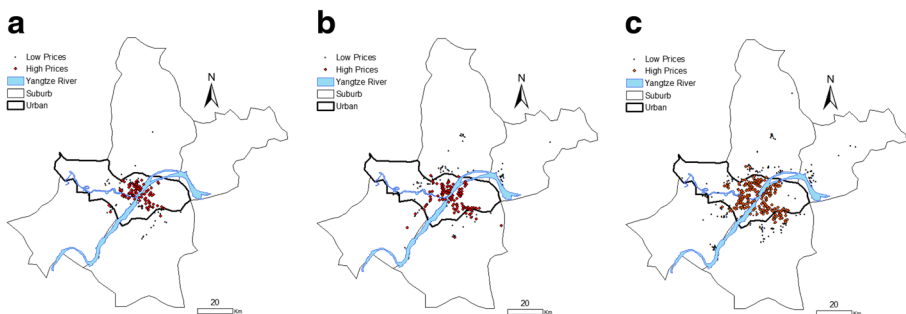 a
Low Prices
High Prices
Yangtze River
Suburb
Urban
N
20
Km
b
Low Prices
High Prices
Yangtze River
Suburb
Urban
N
20
Km
c
Low Prices
High Prices
Yangtze River
Suburb
Urban
N
20
Km